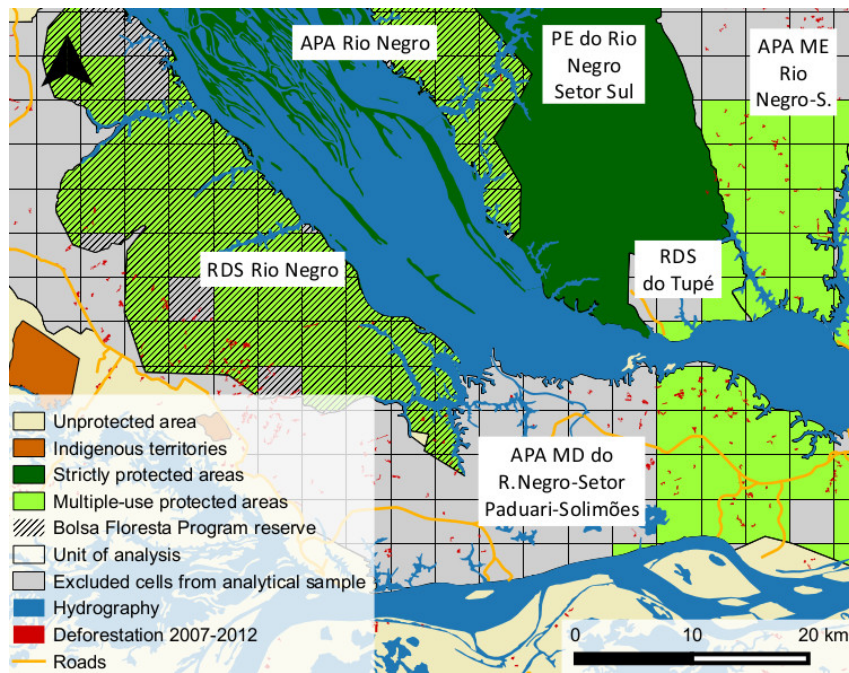 APA Rio Negro
PE do Rio
Negro
Setor Sul
APA ME
Rio
Negro-S.
RDS Rio Negro
RDS
do Tupé
APA MD do
R.Negro-Setor
Paduari-Solimões
Unprotected area
Indigenous territories
Strictly protected areas
Multiple-use protected areas
Bolsa Floresta Program reserve
Unit of analysis
Excluded cells from analytical sample
Hydrography
Deforestation 2007-2012
Roads
0 10 20 km